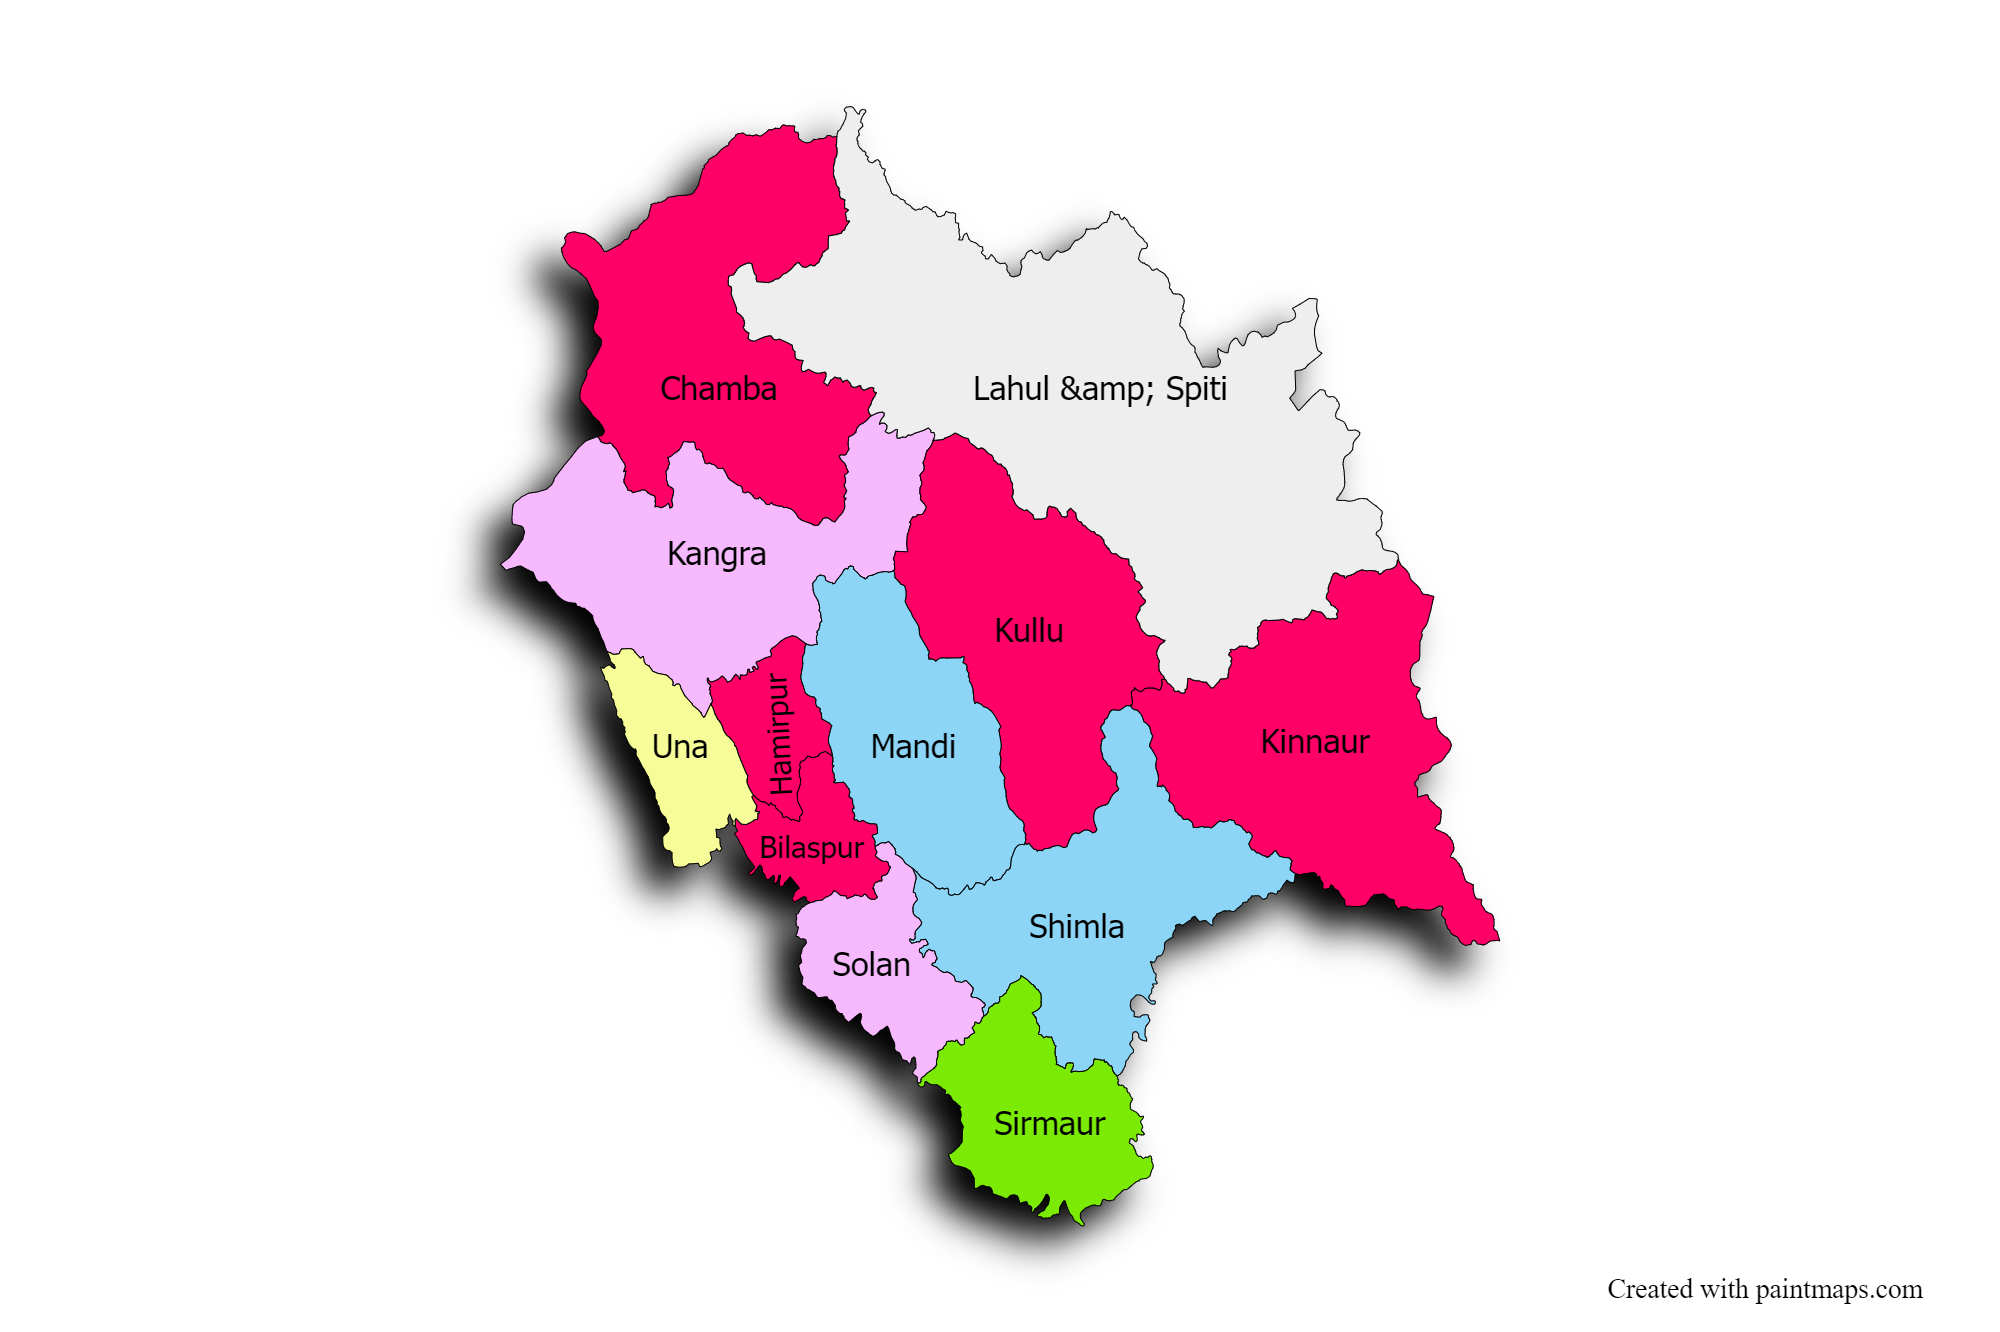 Chamba
Lahul &amp; Spiti
Kangra
Kullu
Hamirpur
Una
Mandi
Kinnaur
Bilaspur
Shimla
Solan
Sirmaur
Created with paintmaps.com